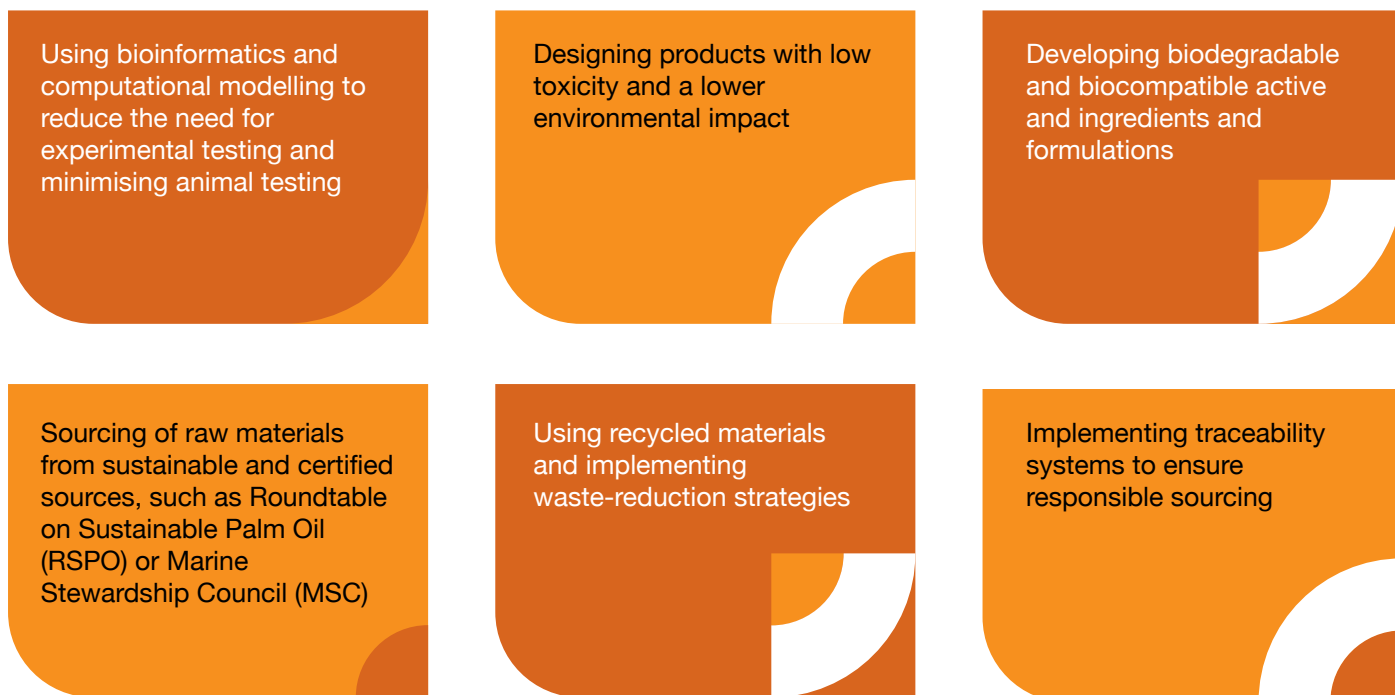 Using bioinformatics and
computational modelling to
reduce the need for
experimental testing and
minimising animal testing
Designing products with low
toxicity and a lower
environmental impact
Developing biodegradable
and biocompatible active
and ingredients and
formulations
Sourcing of raw materials
from sustainable and certified
sources, such as Roundtable
on Sustainable Palm Oil
(RSPO) or Marine
Stewardship Council (MSC)
Using recycled materials
and implementing
waste-reduction strategies
Implementing traceability
systems to ensure
responsible sourcing